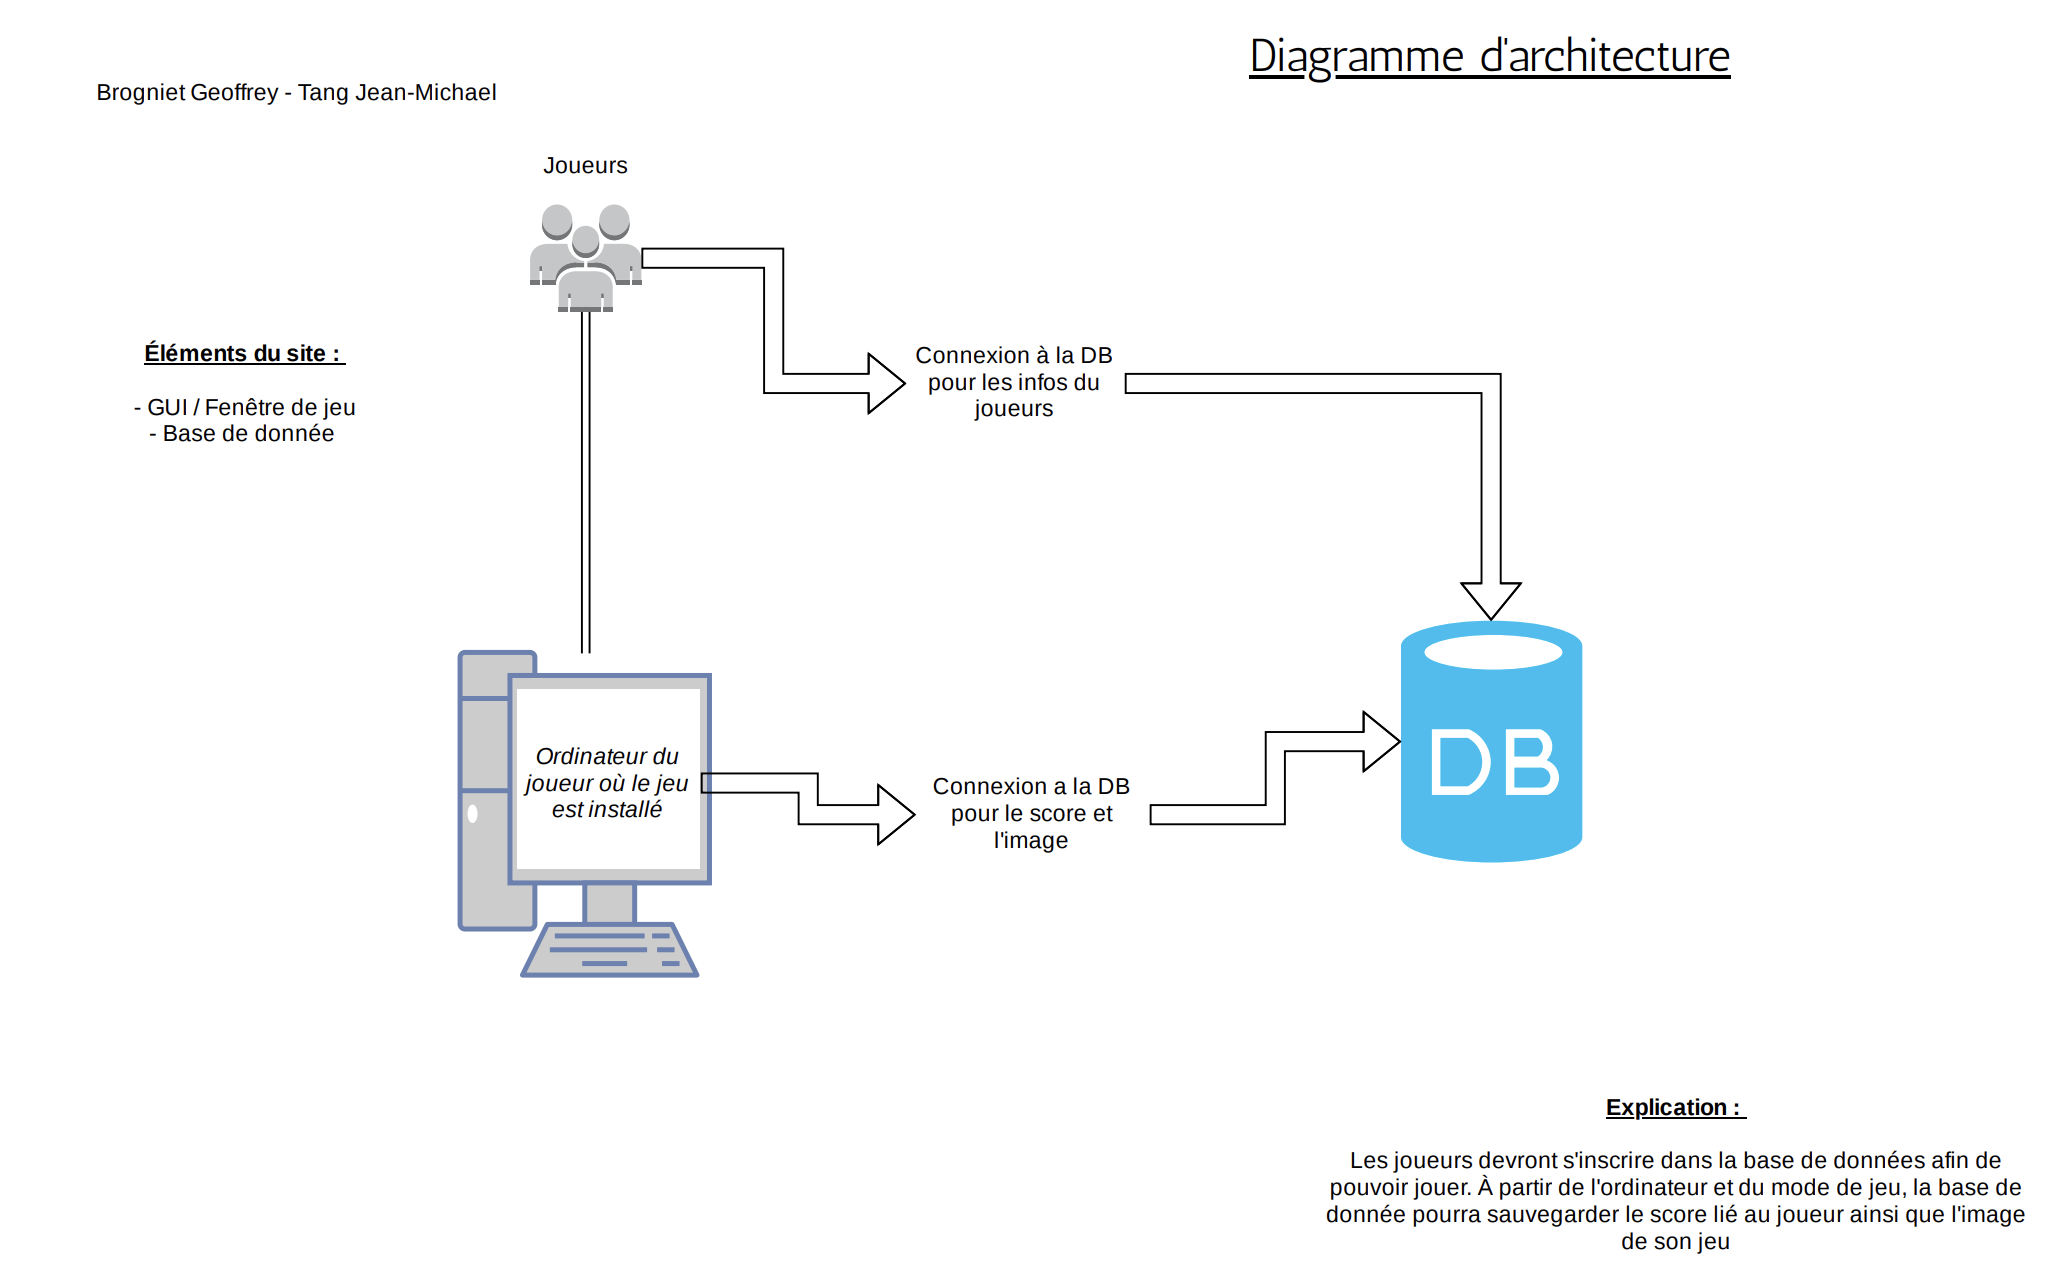 Diagramme d'architecture
Brogniet Geoffrey - Tang Jean-Michael
Joueurs
Éléments du site :
- GUI / Fenêtre de jeu
- Base de donnée
Connexion à la DB
pour les infos du
joueurs
Ordinateur du
joueur où le jeu
est installé
Connexion a la DB
pour le score et
l'image
DB
Explication :
Les joueurs devront s'inscrire dans la base de données afin de
pouvoir jouer. À partir de l'ordinateur et du mode de jeu, la base de
donnée pourra sauvegarder le score lié au joueur ainsi que l'image
de son jeu